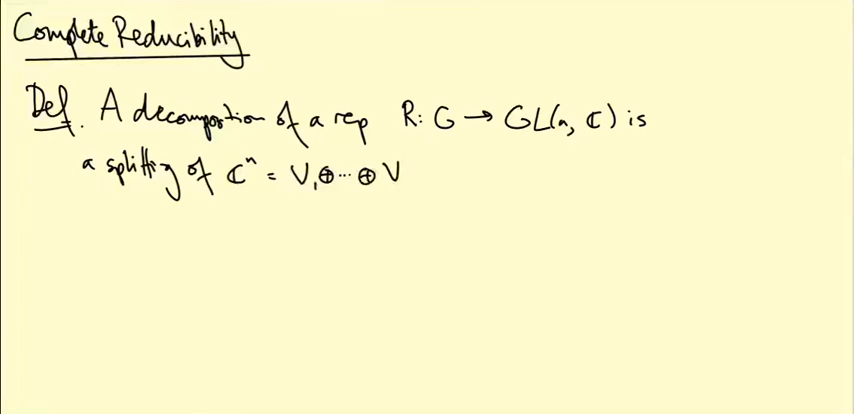 Complete Reducibility
Def. A decomposition of a rep R: G → GL(n, ℂ) is
a splitting of ℂⁿ = V₁⊕⋯⊕ V